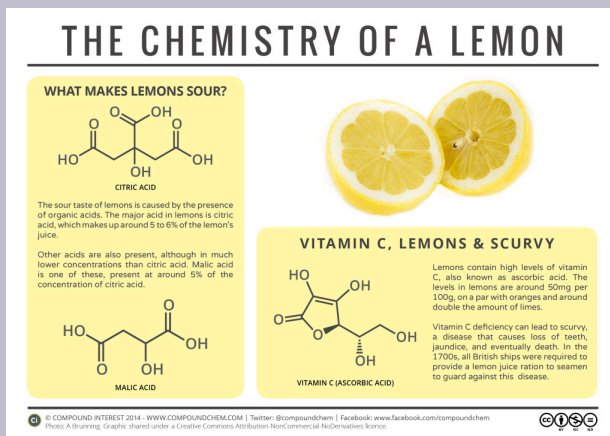 THE CHEMISTRY OF A LEMON
WHAT MAKES LEMONS SOUR?
O
OH
O
O
HO
OH
OH
CITRIC ACID
The sour taste of lemons is caused by the presence
of organic acids. The major acid in lemons is citric
acid, which makes up around 5 to 6% of the lemon's
juice.
Other acids are also present, although in much
lower concentrations than citric acid. Malic acid
is one of these, present at around 5% of the
concentration of citric acid.
O
HO
OH
O
OH
MALIC ACID
VITAMIN C, LEMONS & SCURVY
HO
OH
O
O
OH
OH
VITAMIN C (ASCORBIC ACID)
Lemons contain high levels of vitamin
C, also known as ascorbic acid. The
levels in lemons are around 50mg per
100g, on a par with oranges and around
double the amount of limes.
Vitamin C deficiency can lead to scurvy,
a disease that causes loss of teeth,
jaundice, and eventually death. In the
1700s, all British ships were required to
provide a lemon juice ration to seamen
to guard against this disease.
Ci
© COMPOUND INTEREST 2014 - WWW.COMPOUNDCHEM.COM | Twitter: @compoundchem | Facebook: www.facebook.com/compoundchem
Photo: A Brunning. Graphic shared under a Creative Commons Attribution-NonCommercial-NoDerivatives licence.
cc
BY NC ND